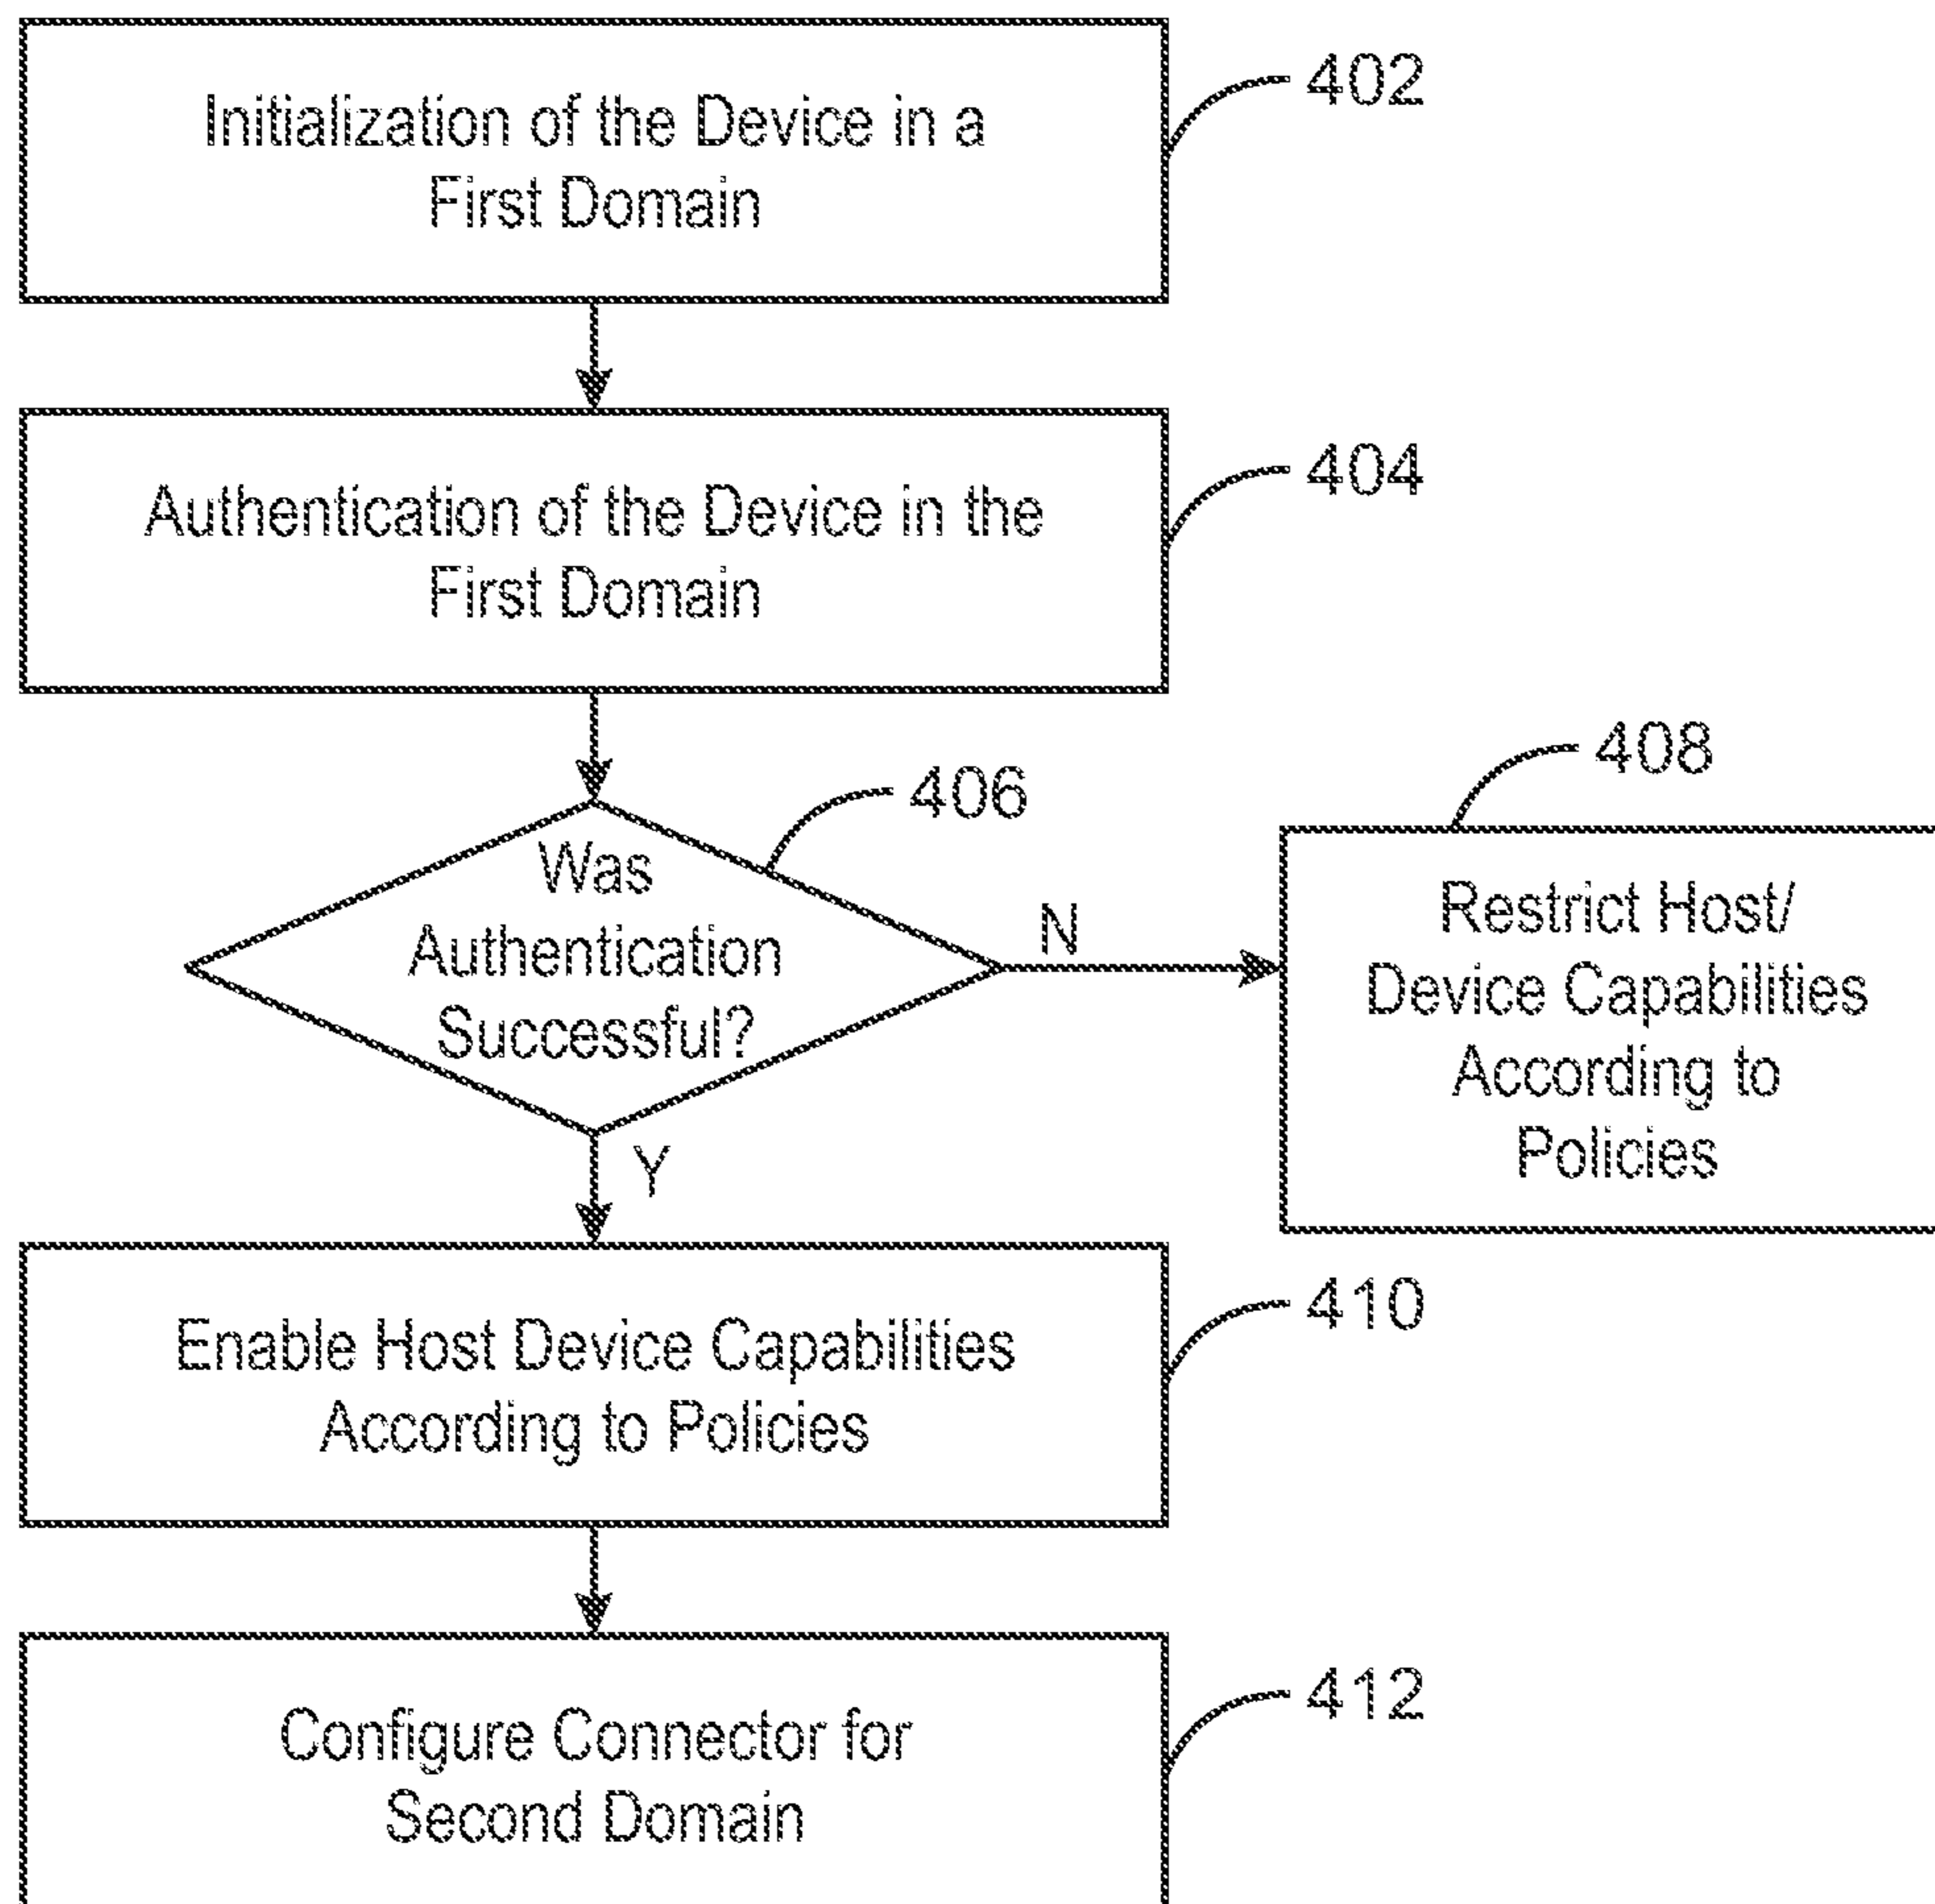 Initialization of the Device in a
First Domain
402
Authentication of the Device in the
First Domain
404
Was
Authentication
Successful?
406
N
408
Restrict Host/
Device Capabilities
According to
Policies
Y
Enable Host Device Capabilities
According to Policies
410
Configure Connector for
Second Domain
412